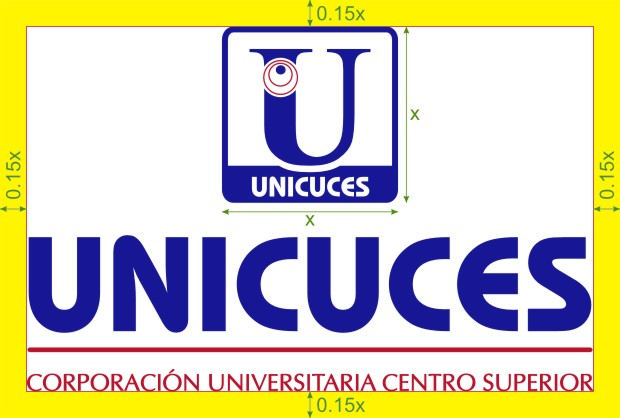 0.15x
U
x
UNICUCES
x
0.15x
0.15x
UNICUCES
CORPORACIÓN UNIVERSITARIA CENTRO SUPERIOR
0.15x